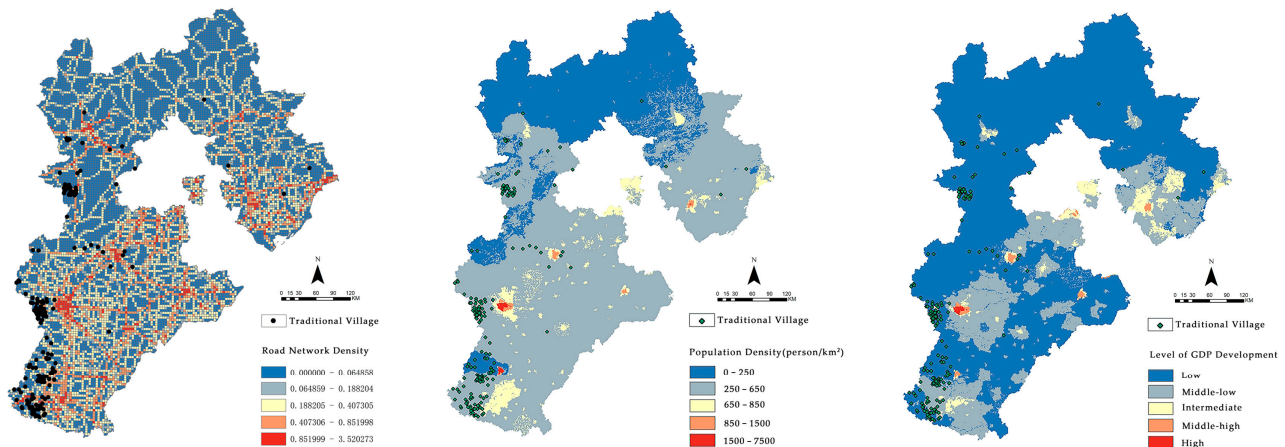 N
0 15 30 60 90 120
KM
Traditional Village
Road Network Density
0.000000 – 0.064858
0.064859 – 0.188204
0.188205 – 0.407305
0.407306 – 0.851998
0.851999 – 3.520273
N
0 15 30 60 90 120
KM
Traditional Village
Population Density(person/km²)
0 – 250
250 – 650
650 – 850
850 – 1500
1500 – 7500
N
0 15 30 60 90 120
KM
Traditional Village
Level of GDP Development
Low
Middle-low
Intermediate
Middle-high
High